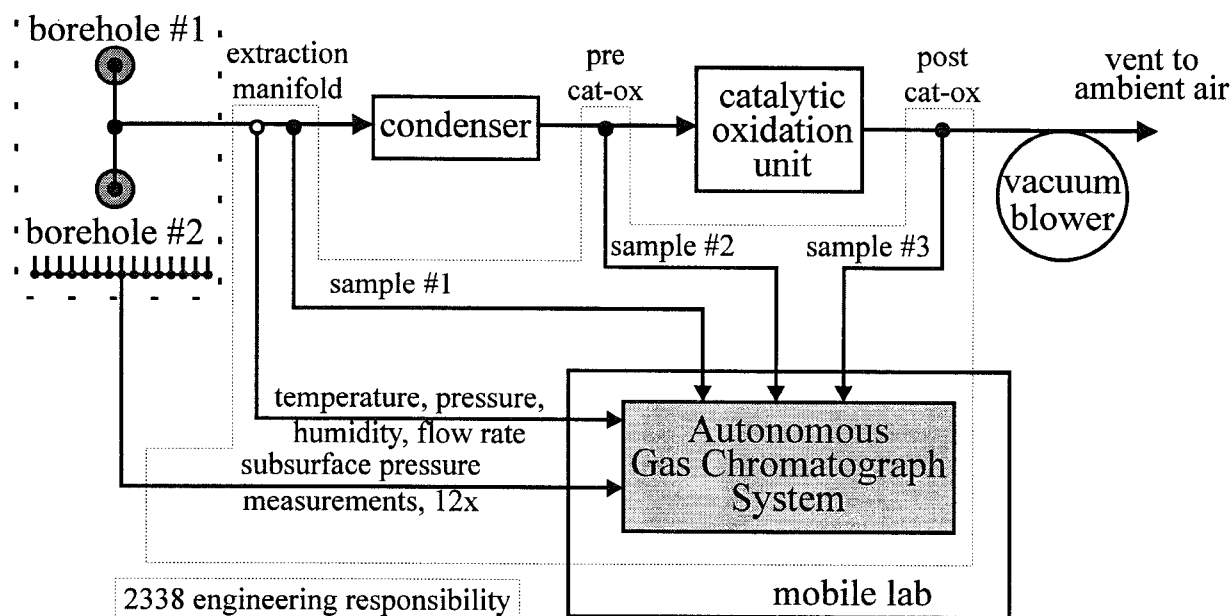 borehole #1
extraction
manifold
pre
cat-ox
post
cat-ox
vent to
ambient air
condenser
catalytic
oxidation
unit
vacuum
blower
borehole #2
sample #1
sample #2
sample #3
temperature, pressure,
humidity, flow rate
subsurface pressure
measurements, 12x
Autonomous
Gas Chromatograph
System
mobile lab
2338 engineering responsibility